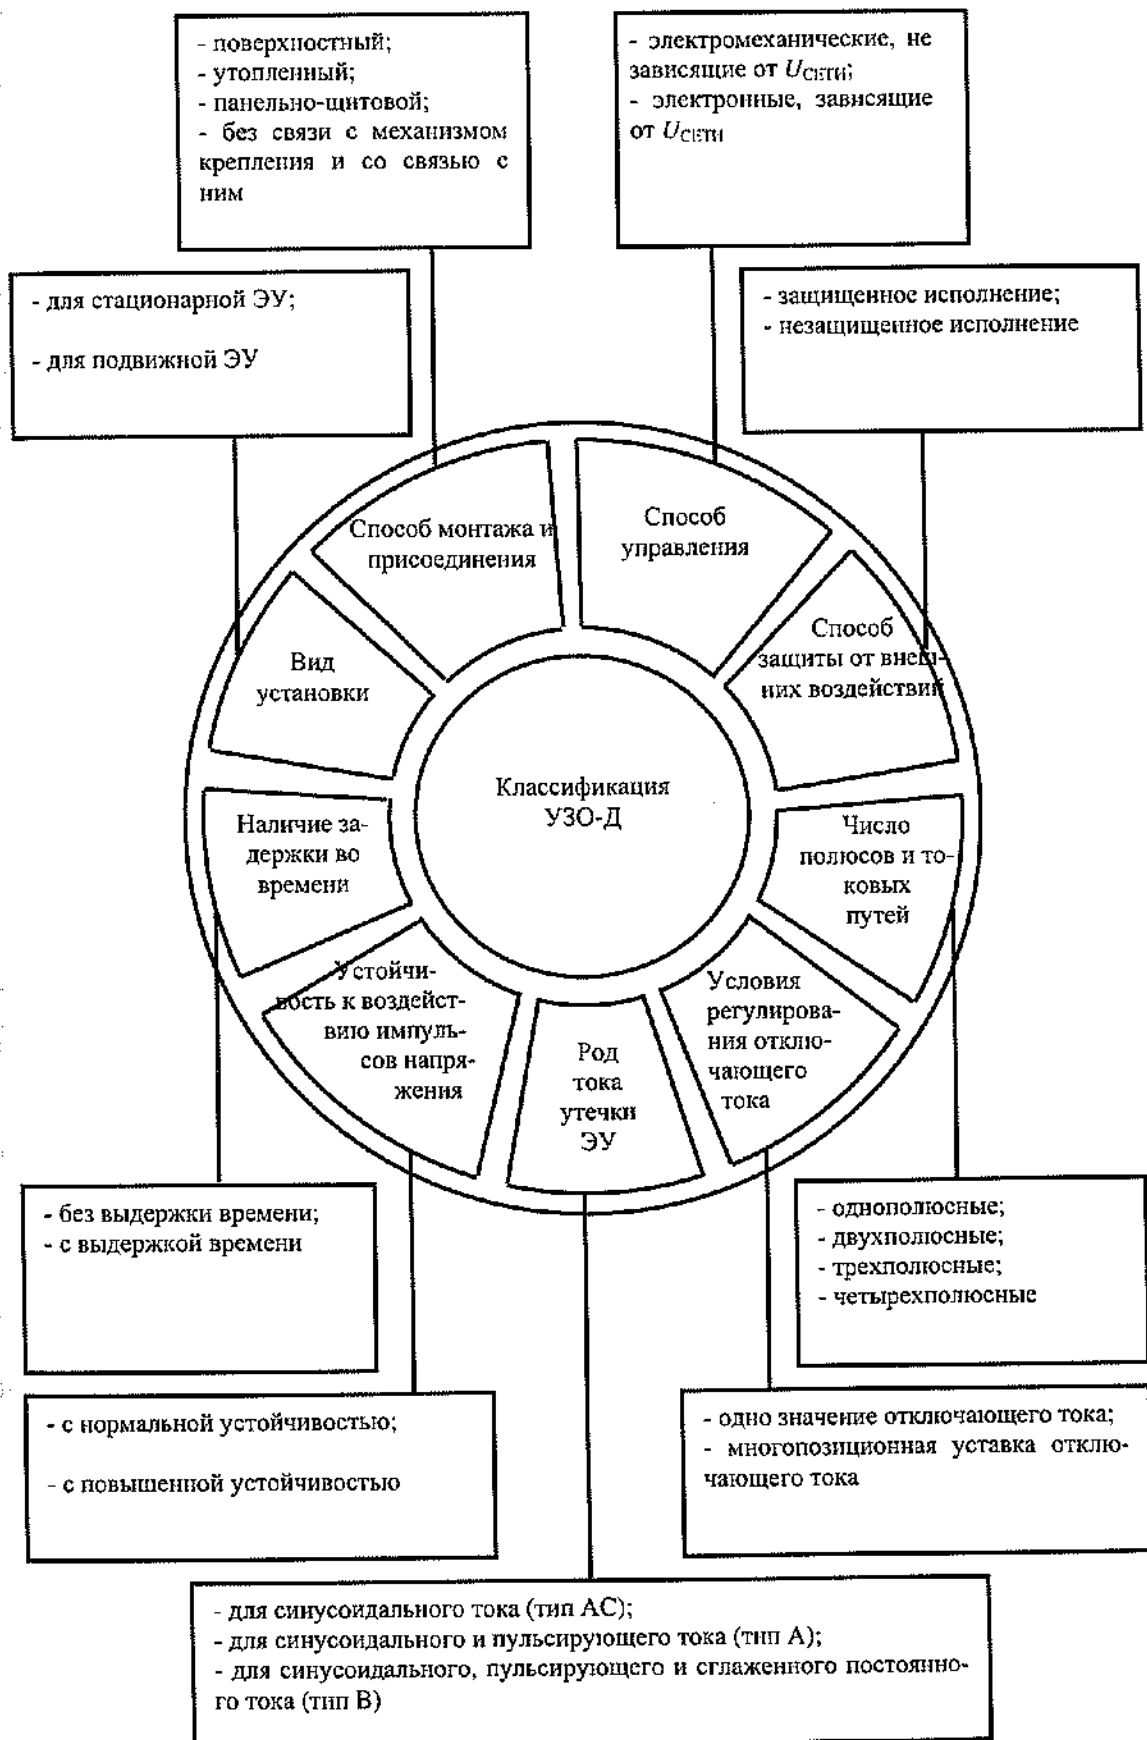 - поверхностный;
- утопленный;
- панельно-щитовой;
- без связи с механизмом
крепления и со связью с
ним
- электромеханические, не
зависящие от Uсети;
- электронные, зависящие
от Uсети
- для стационарной ЭУ;
- для подвижной ЭУ
- защищенное исполнение;
- незащищенное исполнение
Способ монтажа и
присоединения
Способ
управления
Способ
защиты от внеш-
них воздействий
Вид
установки
Классификация
УЗО-Д
Наличие за-
держки во
времени
Число
полюсов и то-
ковых
путей
Устойчи-
вость к воздейст-
вию импуль-
сов напря-
жения
Род
тока
утечки
ЭУ
Условия
регулирова-
ния отклю-
чающего
тока
- без выдержки времени;
- с выдержкой времени
- однополюсные;
- двухполюсные;
- трехполюсные;
- четырехполюсные
- с нормальной устойчивостью;
- с повышенной устойчивостью
- одно значение отключающего тока;
- многопозиционная уставка отклю-
чающего тока
- для синусоидального тока (тип АС);
- для синусоидального и пульсирующего тока (тип А);
- для синусоидального, пульсирующего и сглаженного постоянно-
го тока (тип В)